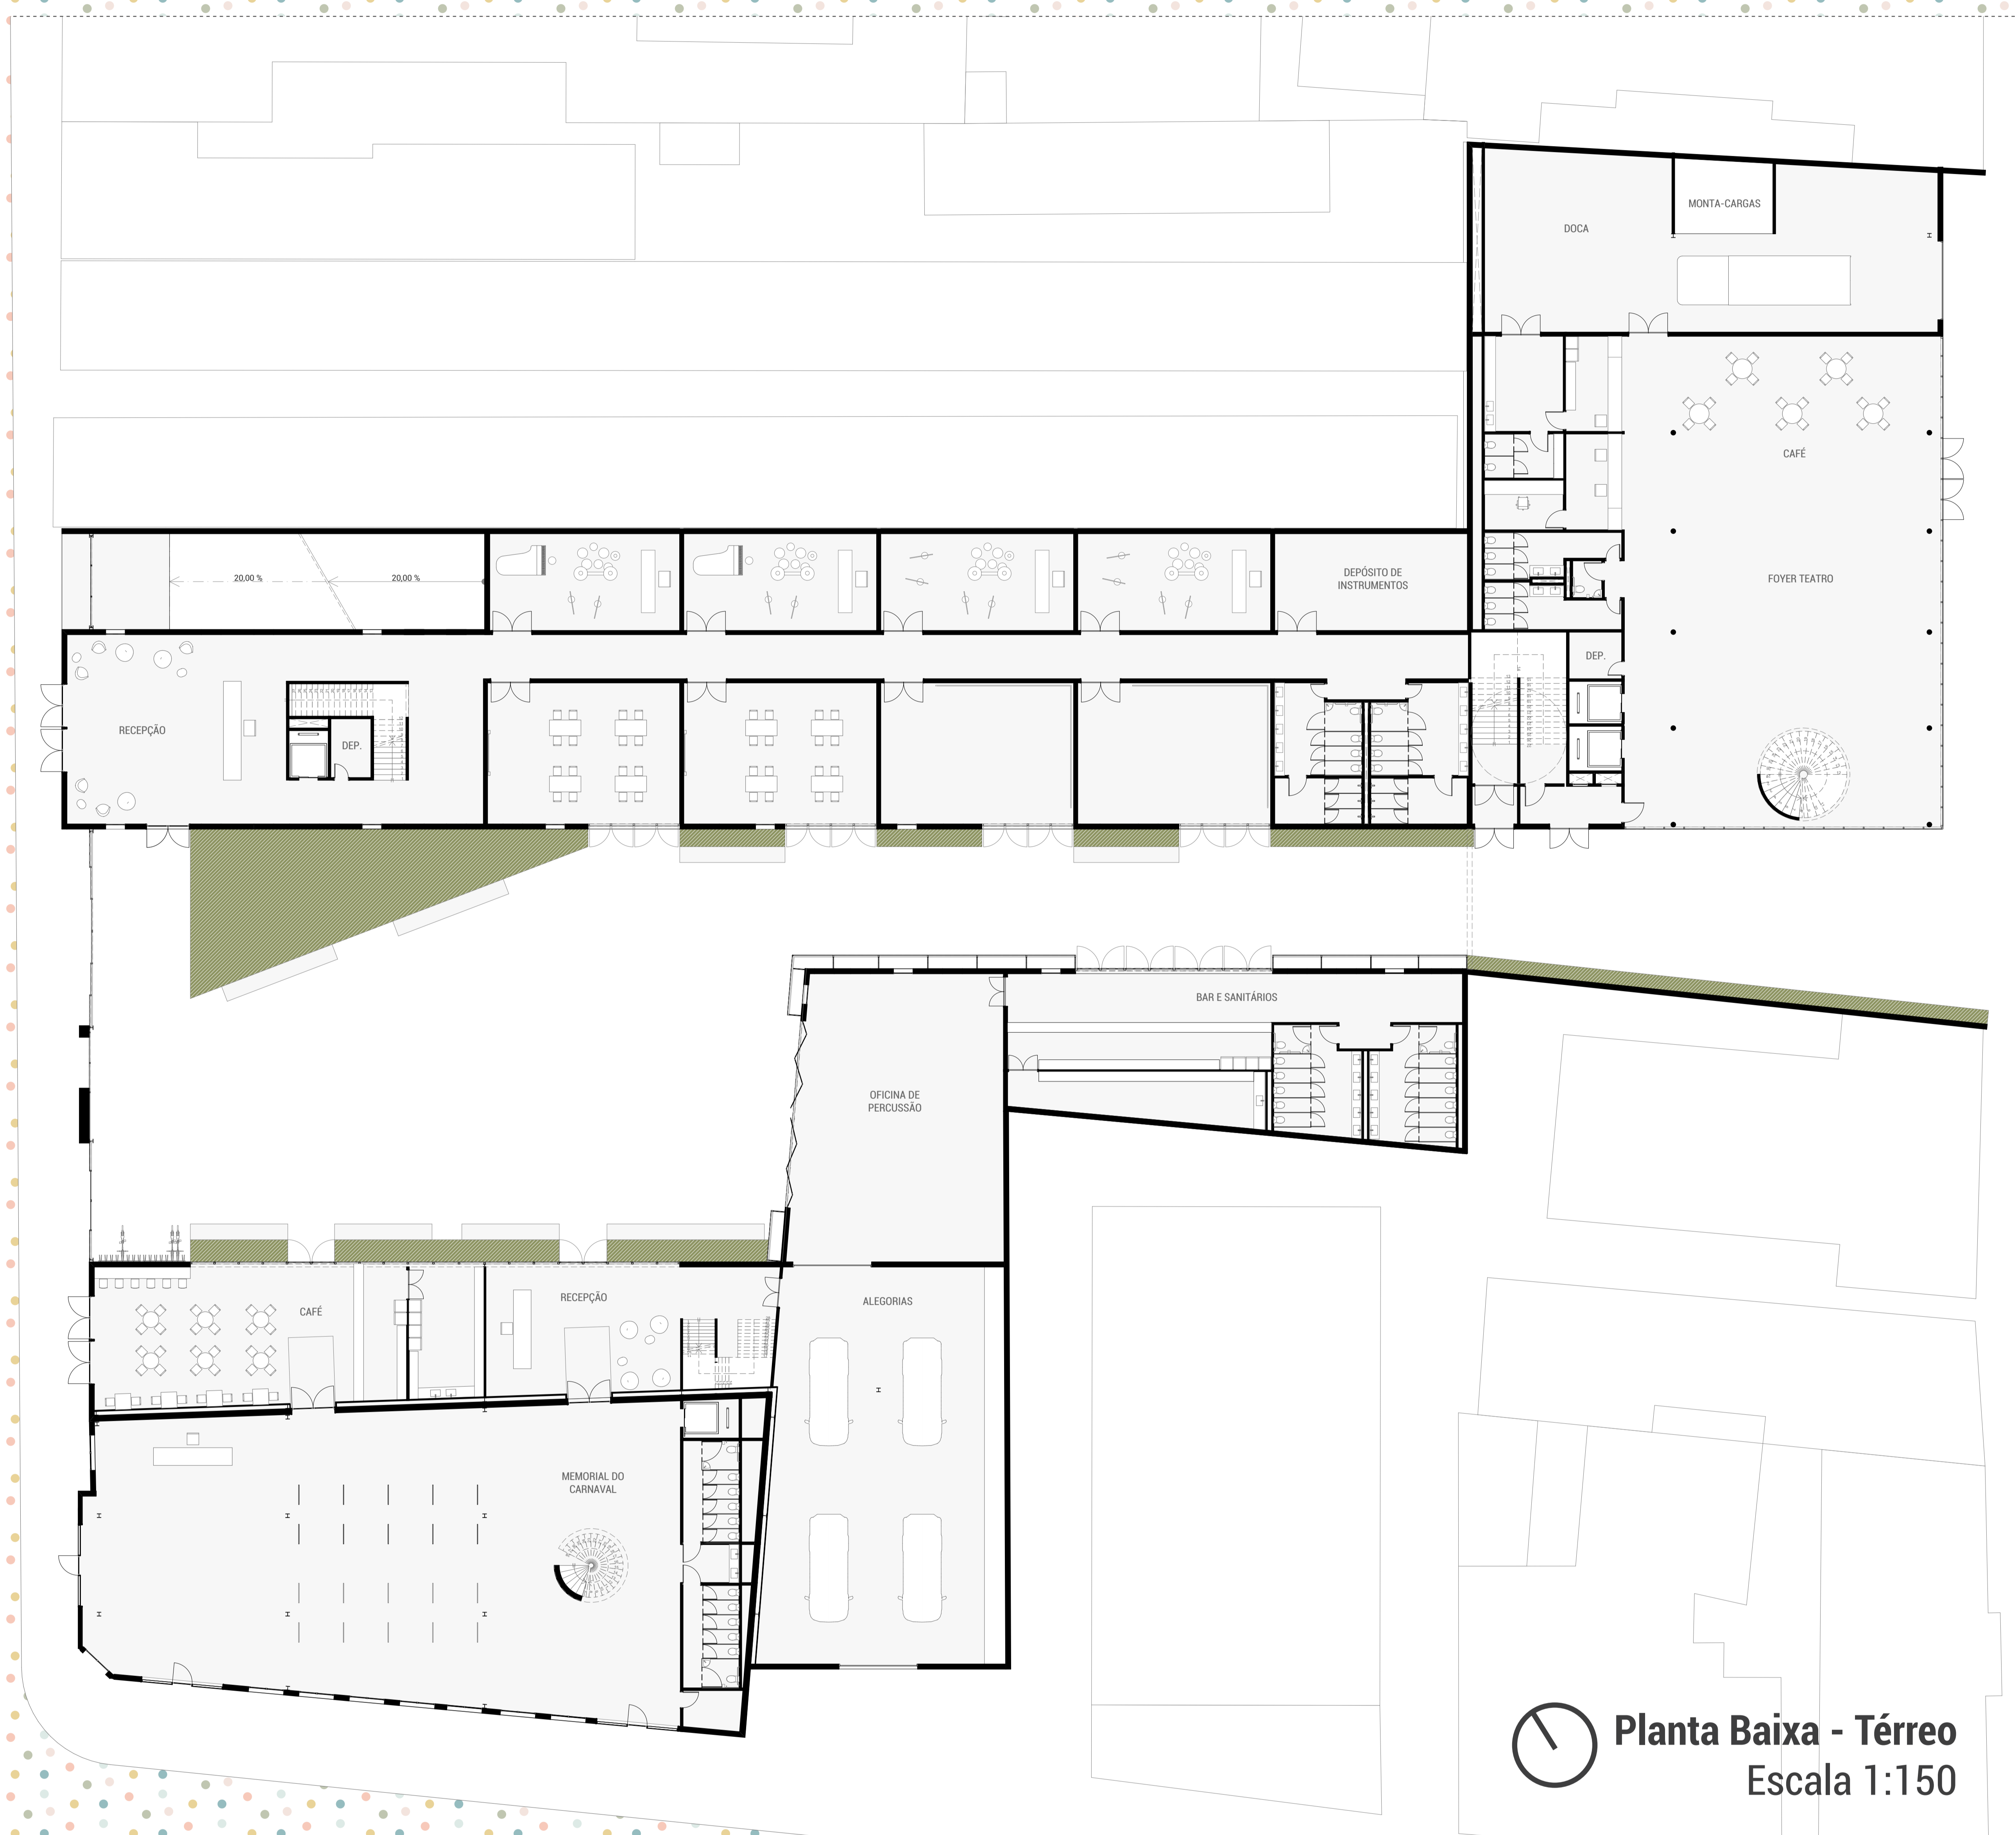 MONTA-CARGAS
DOCA
CAFÉ
20,00 %
20,00 %
DEPÓSITO DE
INSTRUMENTOS
FOYER TEATRO
DEP.
RECEPÇÃO
DEP.
BAR E SANITÁRIOS
OFICINA DE
PERCUSSÃO
CAFÉ
RECEPÇÃO
ALEGORIAS
MEMORIAL DO
CARNAVAL
Planta Baixa - Térreo
Escala 1:150